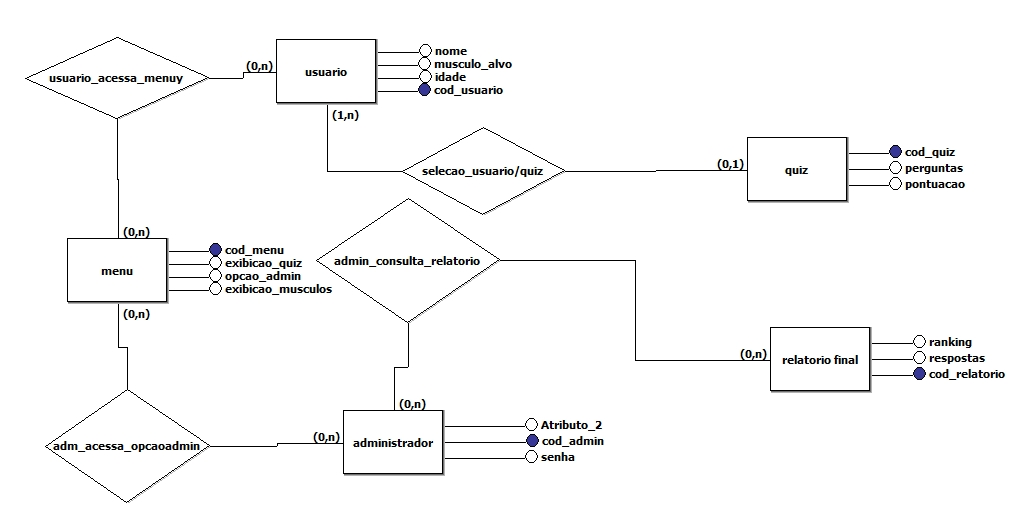 usuario_acessa_menuy
(0,n)
usuario
nome
musculo_alvo
idade
cod_usuario
(1,n)
selecao_usuario/quiz
(0,1)
quiz
cod_quiz
perguntas
pontuacao
(0,n)
menu
cod_menu
exibicao_quiz
opcao_admin
exibicao_musculos
(0,n)
admin_consulta_relatorio
(0,n)
relatorio final
ranking
respostas
cod_relatorio
(0,n)
adm_acessa_opcaoadmin
(0,n)
administrador
Atributo_2
cod_admin
senha